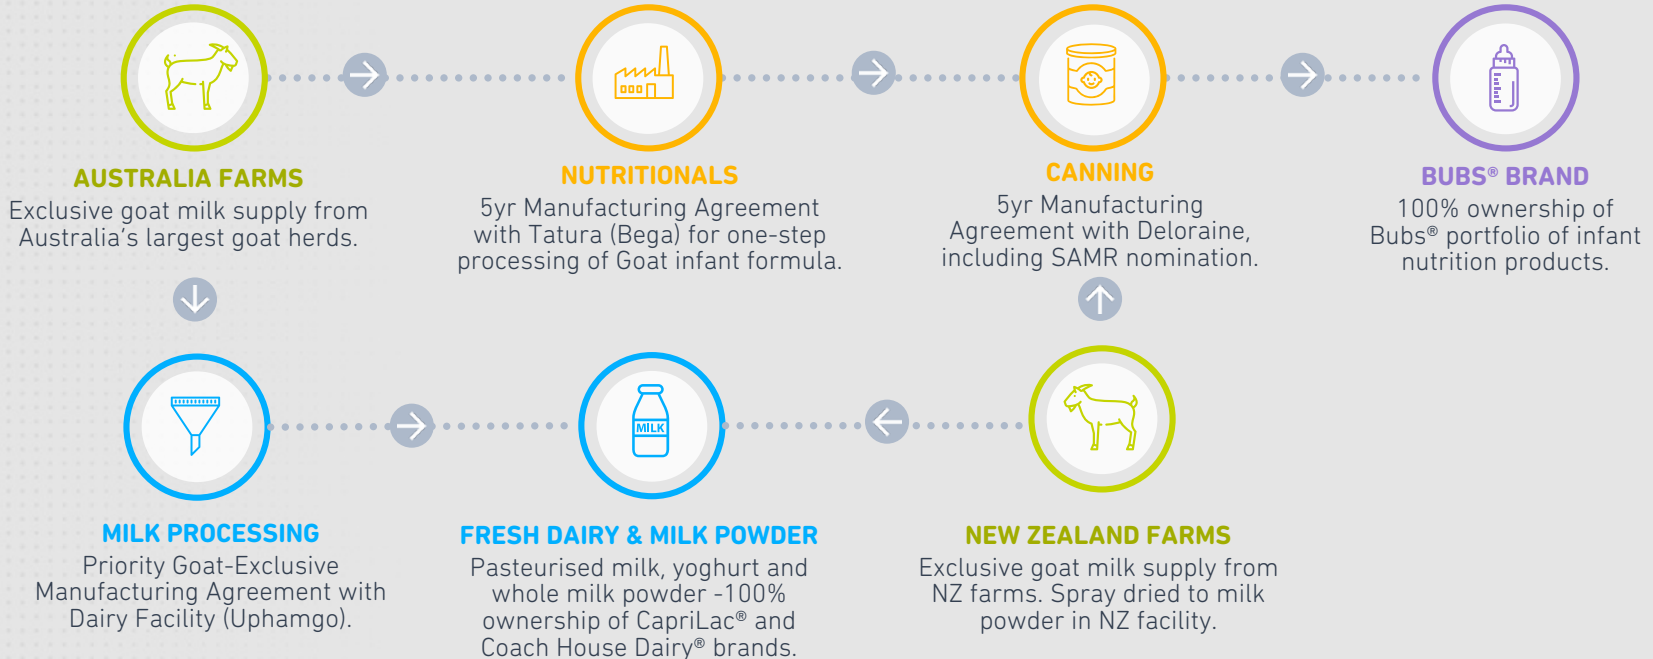 AUSTRALIA FARMS
Exclusive goat milk supply from
Australia's largest goat herds.
NUTRITIONALS
5yr Manufacturing Agreement
with Tatura (Bega) for one-step
processing of Goat infant formula.
CANNING
5yr Manufacturing
Agreement with Deloraine,
including SAMR nomination.
BUBS® BRAND
100% ownership of
Bubs® portfolio of infant
nutrition products.
MILK
MILK PROCESSING
Priority Goat-Exclusive
Manufacturing Agreement with
Dairy Facility (Uphamgo).
FRESH DAIRY & MILK POWDER
Pasteurised milk, yoghurt and
whole milk powder -100%
ownership of CapriLac® and
Coach House Dairy® brands.
NEW ZEALAND FARMS
Exclusive goat milk supply from
NZ farms. Spray dried to milk
powder in NZ facility.